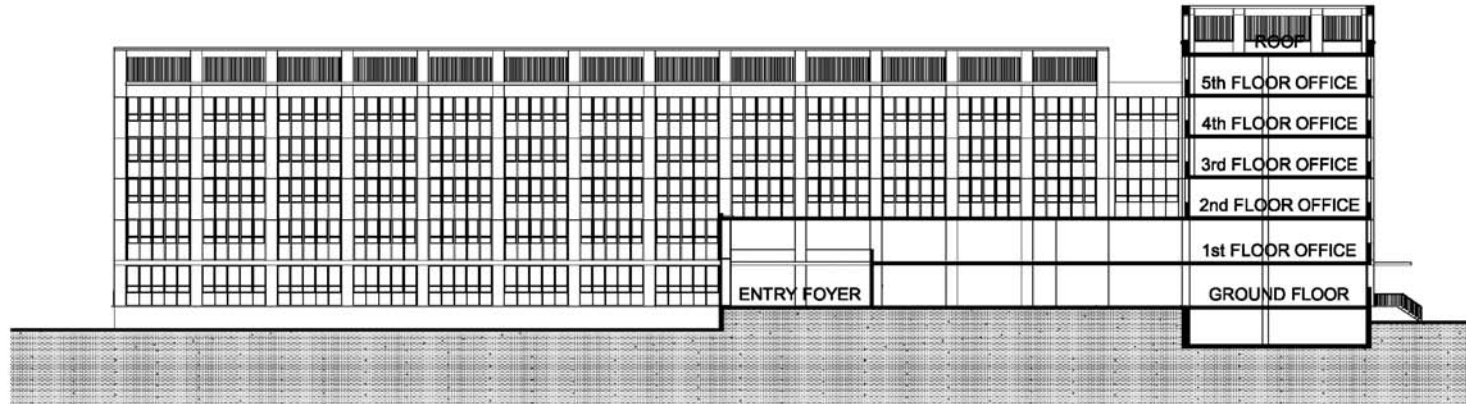 ROOF
5th FLOOR OFFICE
4th FLOOR OFFICE
3rd FLOOR OFFICE
2nd FLOOR OFFICE
1st FLOOR OFFICE
ENTRY FOYER
GROUND FLOOR